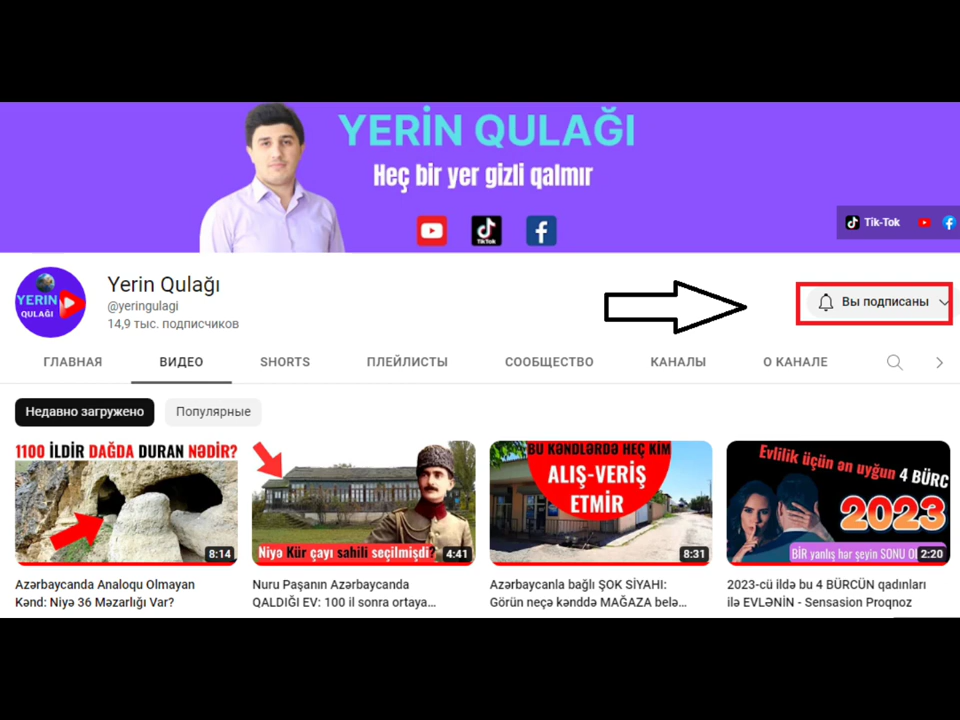 YERİN QULAĞI
Heç bir yer gizli qalmır
TikTok
Tik-Tok
YERIN
QULAĞI
Yerin Qulağı
@yeringulagi
14,9 тыс. подписчиков
Вы подписаны
ГЛАВНАЯ ВИДЕО SHORTS ПЛЕЙЛИСТЫ СООБЩЕСТВО КАНАЛЫ О КАНАЛЕ
Недавно загружено Популярные
1100 İLDİR DAĞDA DURAN NƏDİR?
8:14
Azərbaycanda Analoqu Olmayan
Kənd: Niyə 36 Məzarlığı Var?
Niyə Kür çayı sahili seçilmişdi?
4:41
Nuru Paşanın Azərbaycanda
QALDIĞI EV: 100 il sonra ortaya...
BU KƏNDLƏRDƏ HEÇ KİM
ALIŞ-VERİŞ
ETMİR
8:31
Azərbaycanla bağlı ŞOK SİYAHI:
Görün neçə kənddə MAĞAZA belə...
Evlilik üçün ən uyğun 4 BÜRC
2023
BİR yanlış hər şeyin SONU
2:20
2023-cü ildə bu 4 BÜRCÜN qadınları
ilə EVLƏNİN - Sensasion Proqnoz